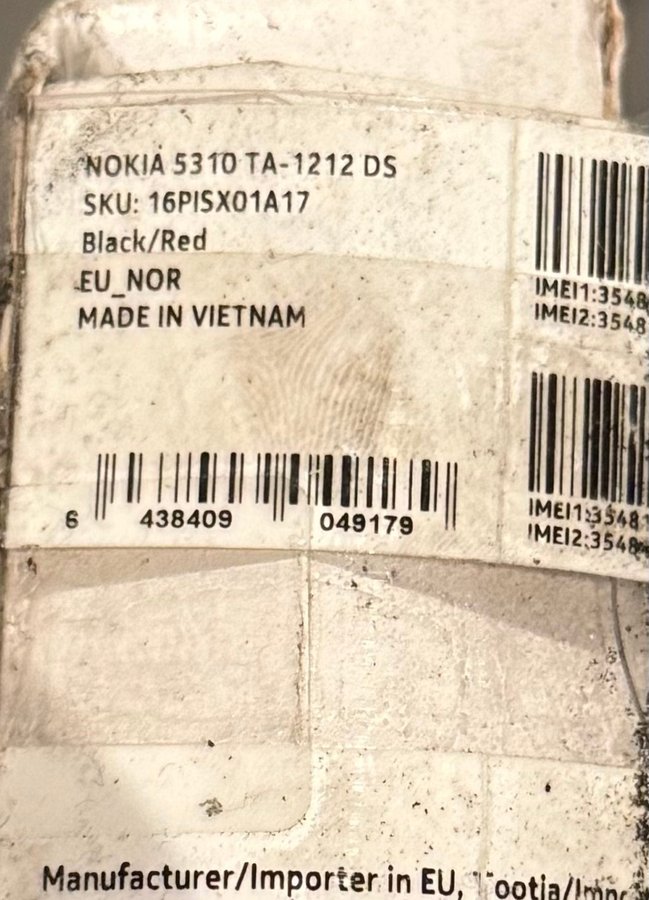 NOKIA 5310 TA-1212 DS
SKU: 16PISX01A17
Black/Red
EU_NOR
MADE IN VIETNAM
6 438409 049179
IMEI1:3548
IMEI2:3548
IMEI1:3548
IMEI2:3548
Manufacturer/Importer in EU,